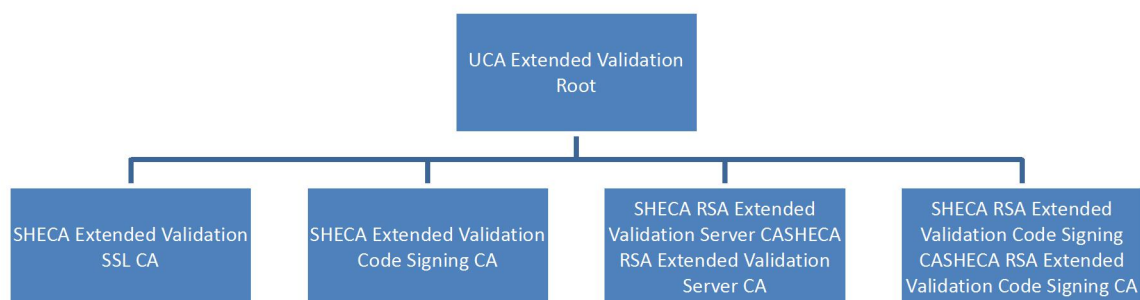 UCA Extended Validation
Root
SHECA Extended Validation
SSL CA
SHECA Extended Validation
Code Signing CA
SHECA RSA Extended
Validation Server CASHECA
RSA Extended Validation
Server CA
SHECA RSA Extended
Validation Code Signing
CASHECA RSA Extended
Validation Code Signing CA